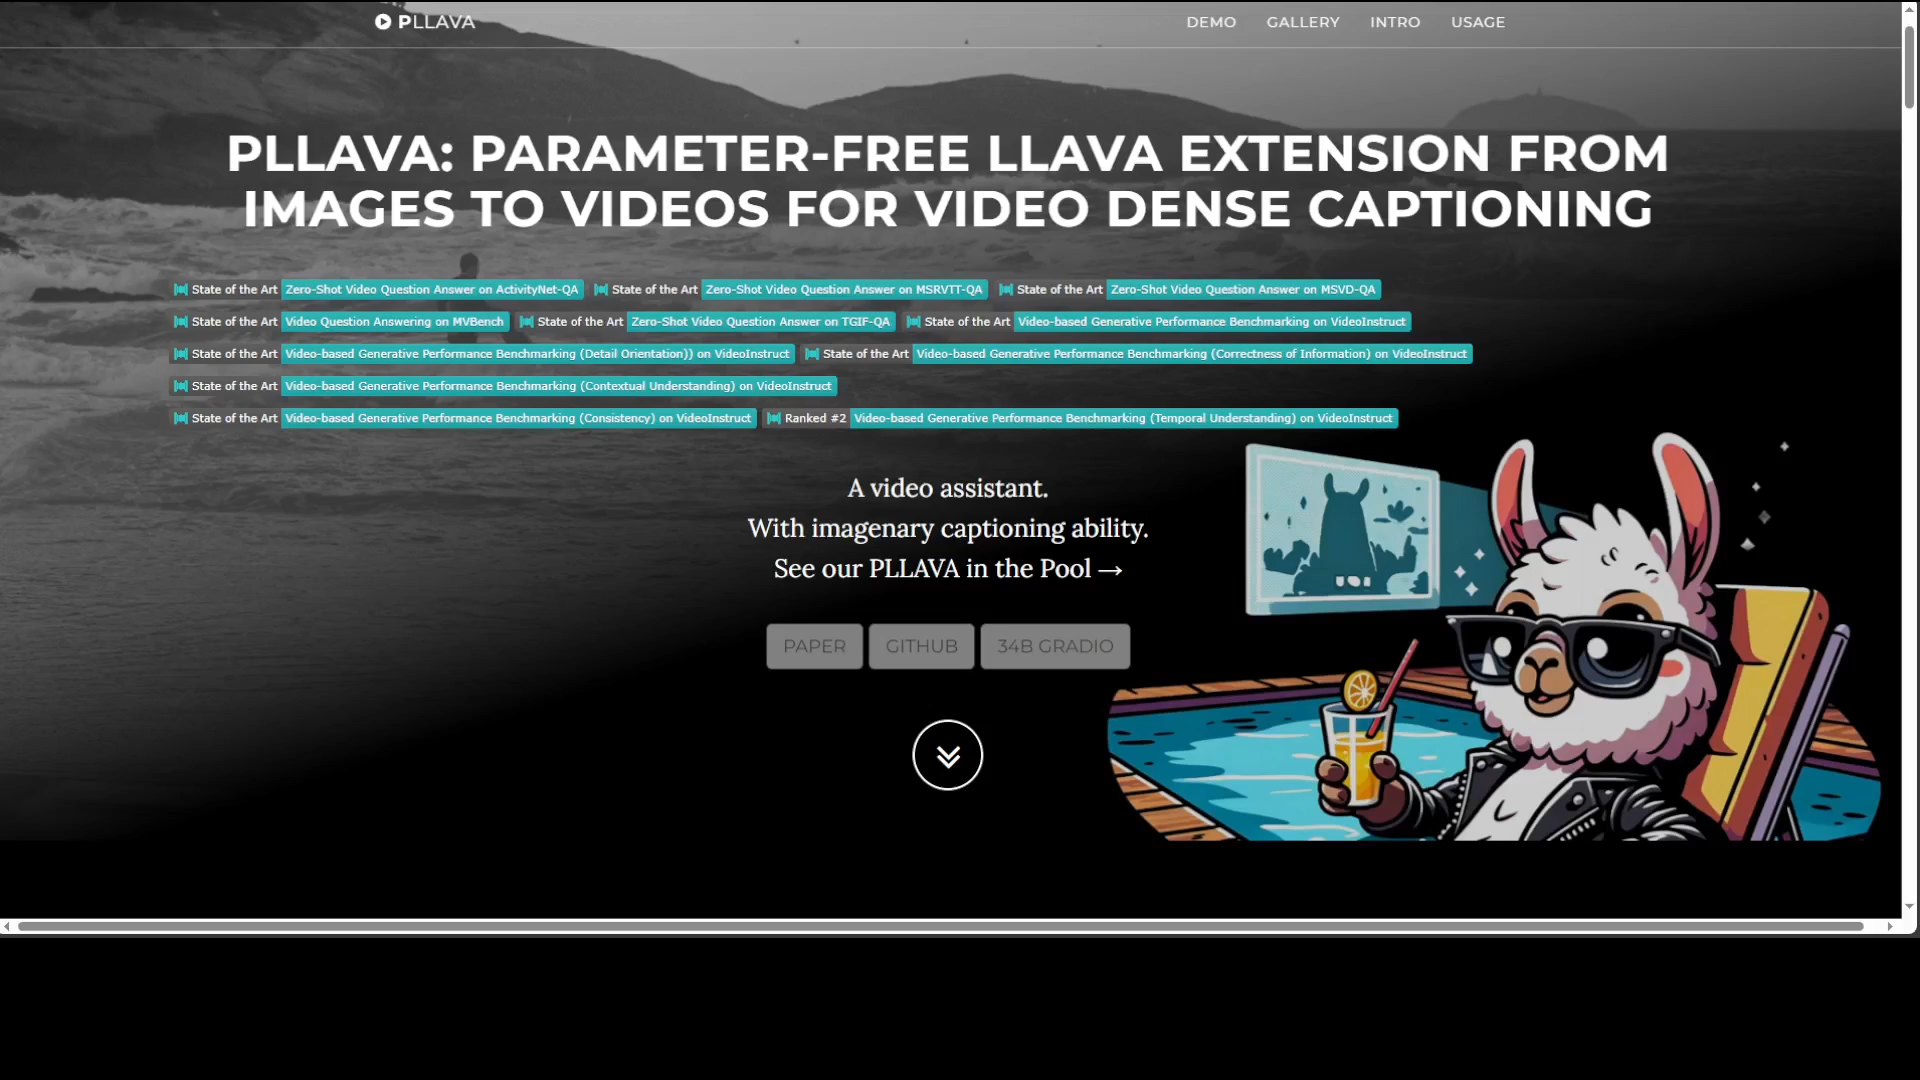 PLLAVA DEMO GALLERY INTRO USAGE
PLLAVA: PARAMETER-FREE LLAVA EXTENSION FROM
IMAGES TO VIDEOS FOR VIDEO DENSE CAPTIONING
State of the Art Zero-Shot Video Question Answer on ActivityNet-QA State of the Art Zero-Shot Video Question Answer on MSRVTT-QA State of the Art Zero-Shot Video Question Answer on MSVD-QA
State of the Art Video Question Answering on MVBench State of the Art Zero-Shot Video Question Answer on TGIF-QA State of the Art Video-based Generative Performance Benchmarking on VideoInstruct
State of the Art Video-based Generative Performance Benchmarking (Detail Orientation)) on VideoInstruct State of the Art Video-based Generative Performance Benchmarking (Correctness of Information) on VideoInstruct
State of the Art Video-based Generative Performance Benchmarking (Contextual Understanding) on VideoInstruct
State of the Art Video-based Generative Performance Benchmarking (Consistency) on VideoInstruct Ranked #2 Video-based Generative Performance Benchmarking (Temporal Understanding) on VideoInstruct
A video assistant.
With imagenary captioning ability.
See our PLLAVA in the Pool →
PAPER GITHUB 34B GRADIO